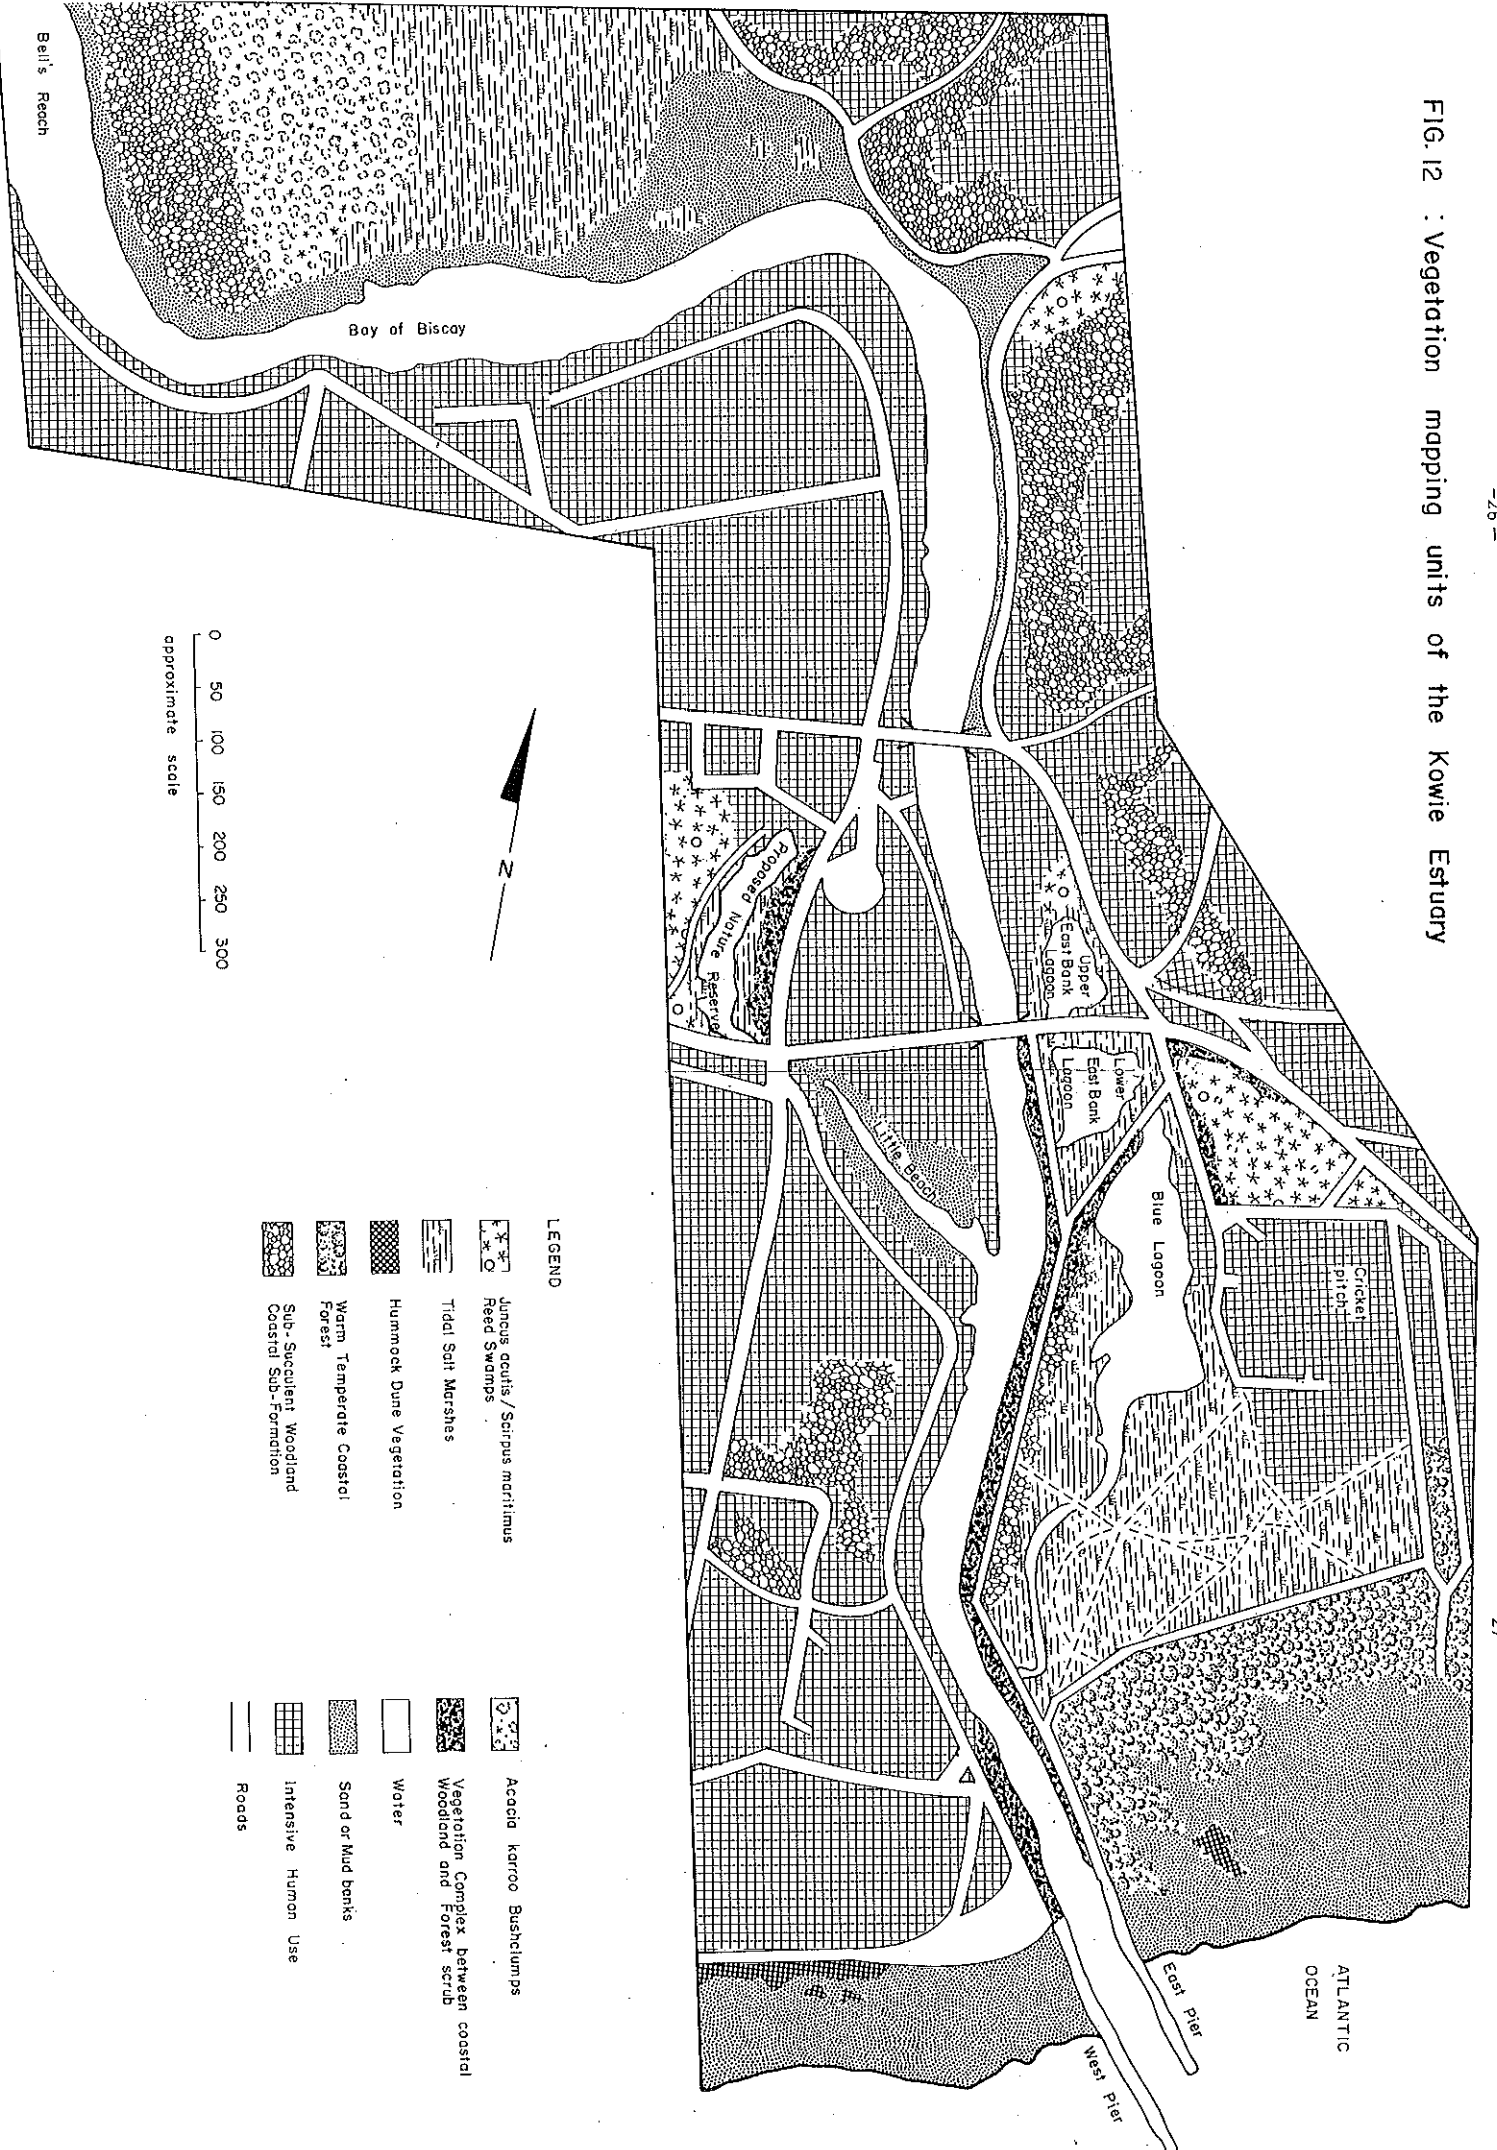 -26-
27
FIG. 12 : Vegetation mapping units of the Kowie Estuary
Bell's Reach
Bay of Biscay
Upper
East Bank
Lagoon
Lower
East Bank
Lagoon
Blue Lagoon
Cricket
pitch
Proposed Nature Reserve
Little Beach
East Pier
West Pier
ATLANTIC
OCEAN
N
0 50 100 150 200 250 300
approximate scale
LEGEND
Juncus acutis / Scirpus maritimus
Reed Swamps
Tidal Salt Marshes
Hummock Dune Vegetation
Warm Temperate Coastal
Forest
Sub-Succulent Woodland
Coastal Sub-Formation
Acacia karroo Bushclumps
Vegetation Complex between coastal
Woodland and Forest scrub
Water
Sand or Mud banks
Intensive Human Use
Roads